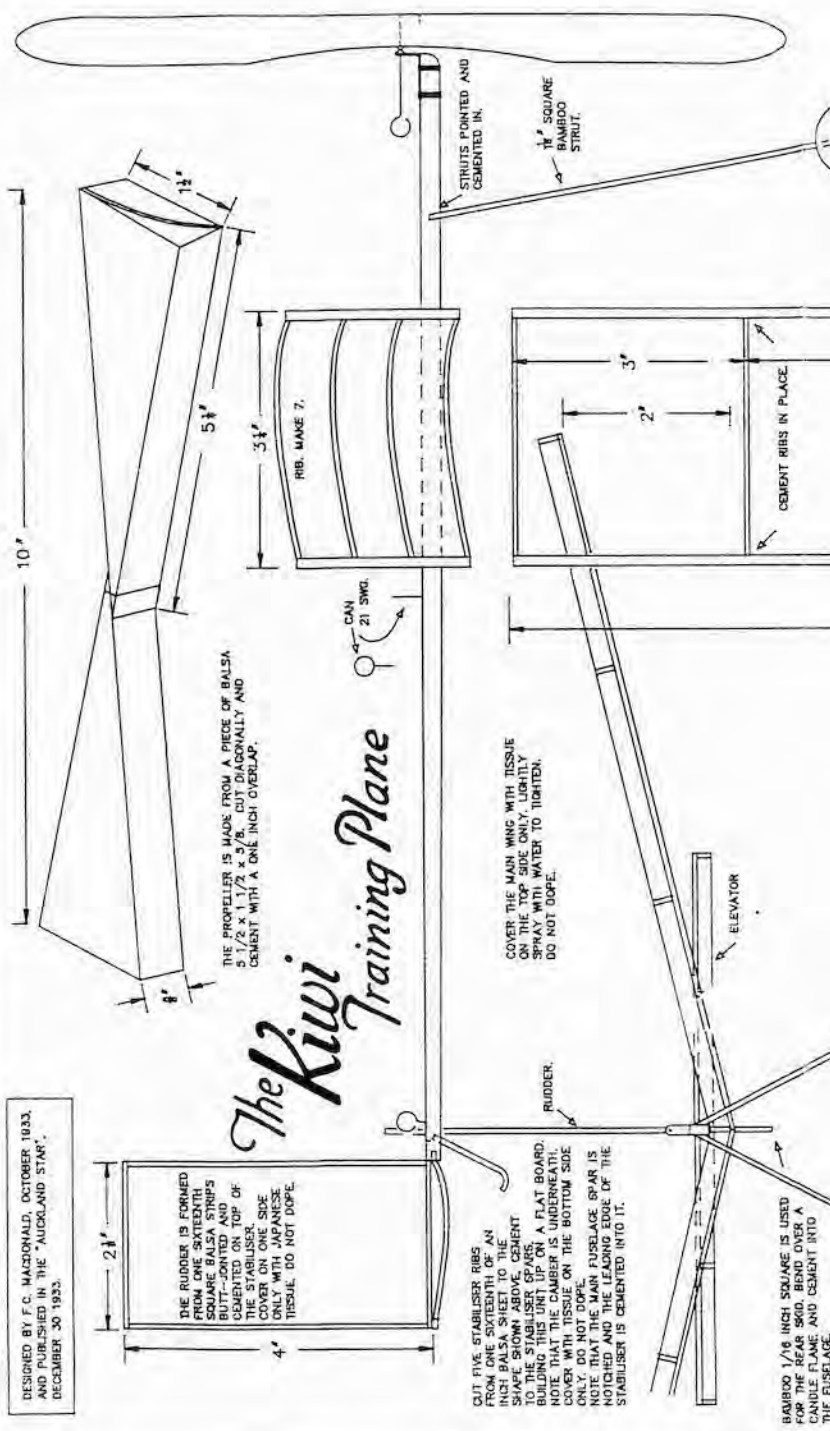 DESIGNED BY F.C. MACDONALD, OCTOBER 1933,
AND PUBLISHED IN THE "AUCKLAND STAR",
DECEMBER 30 1933.
10"
1½"
5⅛"
THE PROPELLER IS MADE FROM A PIECE OF BALSA
5 1/2 x 1 1/2 x 5/8. CUT DIAGONALLY AND
CEMENT WITH A ONE INCH OVERLAP.
The Kiwi
Training Plane
2⅛"
THE RUDDER IS FORMED
FROM ONE SIXTEENTH
SQUARE BALSA STRIPS
BUTT-JOINTED AND
CEMENTED ON TOP OF
THE STABILISER.
COVER ON ONE SIDE
ONLY WITH JAPANESE
TISSUE. DO NOT DOPE.
4"
3⅛"
RIB. MAKE 7.
CAN
21 SWG.
STRUTS POINTED AND
CEMENTED IN.
SQUARE
BAMBOO
STRUT.
CUT FIVE STABILISER RIBS
FROM ONE SIXTEENTH OF AN
INCH BALSA SHEET TO THE
SHAPE SHOWN ABOVE, CEMENT
TO THE STABILISER SPARS
BUILDING THIS UNIT UP ON A FLAT BOARD.
NOTE THAT THE CAMBER IS UNDERNEATH.
COVER WITH TISSUE ON THE BOTTOM SIDE
ONLY. DO NOT DOPE
NOTE THAT THE MAIN FUSELAGE SPAR IS
NOTCHED AND THE LEADING EDGE OF THE
STABILISER IS CEMENTED INTO IT.
RUDDER.
COVER THE MAIN WING WITH TISSUE
ON THE TOP SIDE ONLY. LIGHTLY
SPRAY WITH WATER TO TIGHTEN.
DO NOT DOPE.
3"
2"
CEMENT RIBS IN PLACE.
ELEVATOR
BAMBOO 1/16 INCH SQUARE IS USED
FOR THE REAR SKID. BEND OVER A
CANDLE FLAME AND CEMENT INTO
THE FUSELAGE.